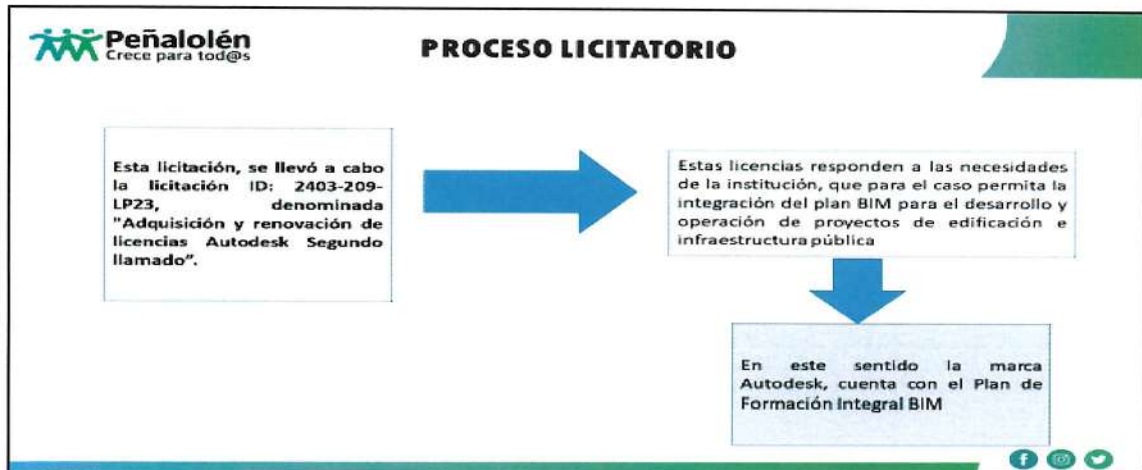 Peñalolén
Crece para tod@s
PROCESO LICITATORIO
Esta licitación, se llevó a cabo
la licitación ID: 2403-209-
LP23, denominada
"Adquisición y renovación de
licencias Autodesk Segundo
llamado".
Estas licencias responden a las necesidades
de la institución, que para el caso permita la
integración del plan BIM para el desarrollo y
operación de proyectos de edificación e
infraestructura pública
En este sentido la marca
Autodesk, cuenta con el Plan de
Formación Integral BIM